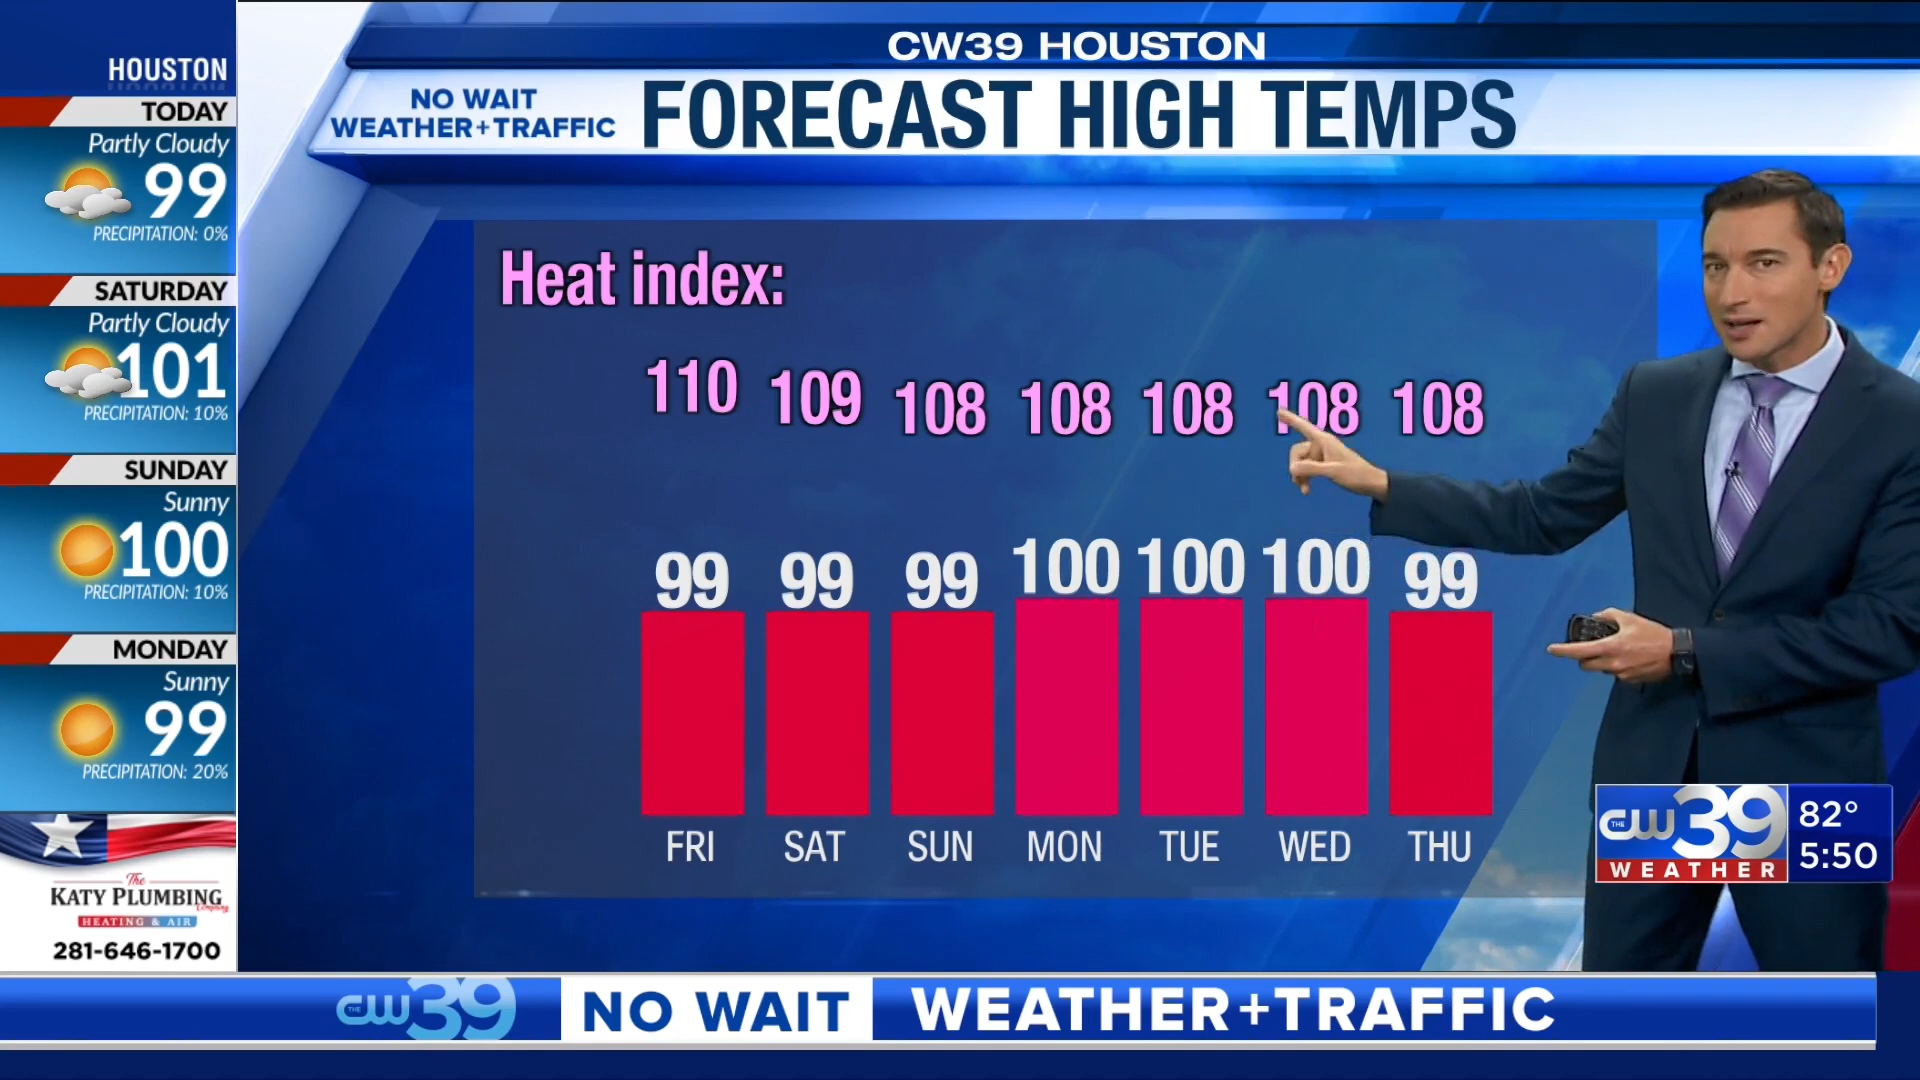 HOUSTON
TODAY
Partly Cloudy
99
PRECIPITATION: 0%
SATURDAY
Partly Cloudy
101
PRECIPITATION: 10%
SUNDAY
Sunny
100
PRECIPITATION: 10%
MONDAY
Sunny
99
PRECIPITATION: 20%
The
KATY PLUMBING
Company
HEATING & AIR
281-646-1700
CW39 HOUSTON
NO WAIT
WEATHER+TRAFFIC
FORECAST HIGH TEMPS
Heat index:
110 109 108 108 108 108 108
99 99 99 100 100 100 99
FRI SAT SUN MON TUE WED THU
THE CW39
WEATHER
82°
5:50
THE CW39
NO WAIT
WEATHER+TRAFFIC